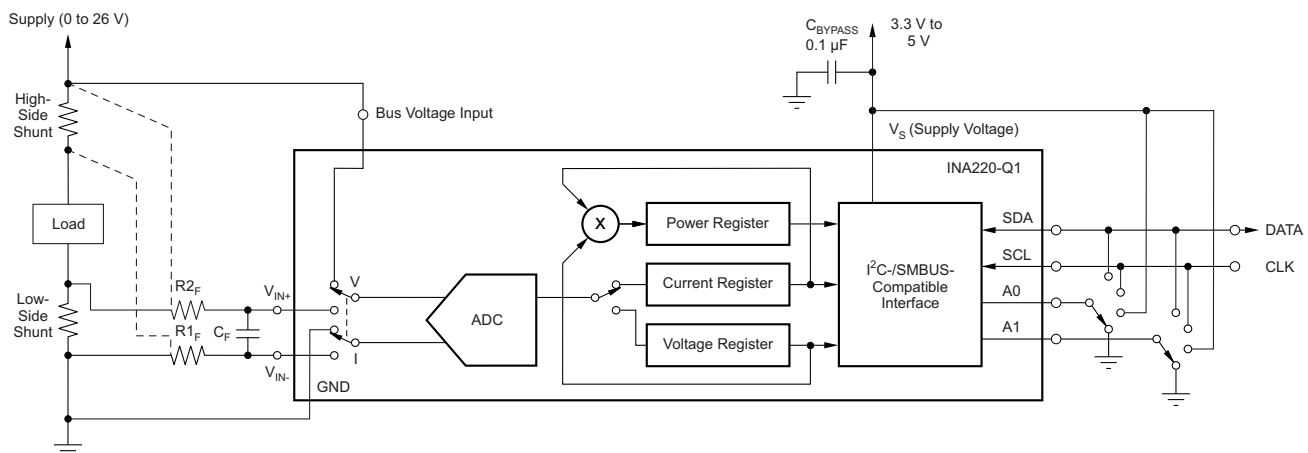 Supply (0 to 26 V)
C_BYPASS
0.1 µF
3.3 V to
5 V
High-
Side
Shunt
Bus Voltage Input
V_S (Supply Voltage)
INA220-Q1
Load
X
Power Register
SDA
DATA
I²C-/SMBUS-
Compatible
Interface
SCL
CLK
Current Register
A0
R2_F
V_IN+
V
ADC
Low-
Side
Shunt
R1_F
C_F
Voltage Register
A1
I
V_IN-
GND